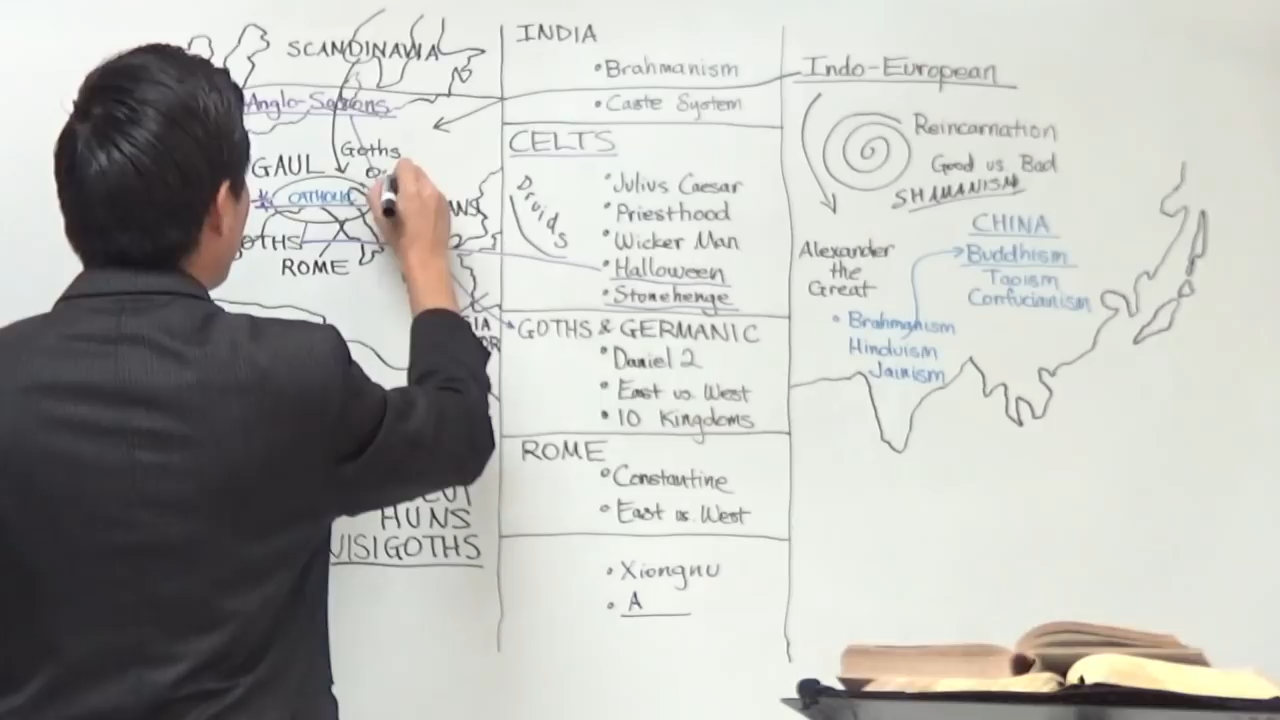 SCANDINAVIA
Anglo-Saxons
Goths
GAUL
CATHOLIC
ROME
HUNS
VISIGOTHS
INDIA
•Brahmanism
•Caste System
CELTS
Druids
•Julius Caesar
•Priesthood
•Wicker Man
•Halloween
•Stonehenge
GOTHS & GERMANIC
•Daniel 2
•East vs. West
•10 Kingdoms
ROME
•Constantine
•East vs. West
•Xiongnu
•A
Indo-European
Reincarnation
Good vs. Bad
SHAMANISM
CHINA
Buddhism
Taoism
Confucianism
Alexander
the
Great
•Brahmanism
Hinduism
Jainism